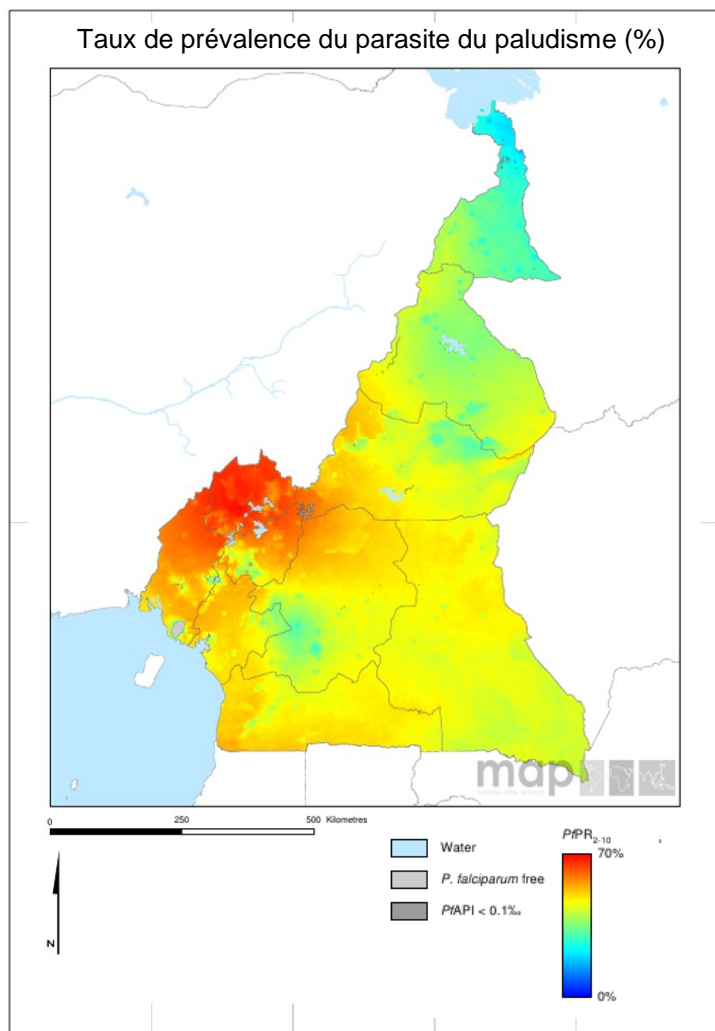 Taux de prévalence du parasite du paludisme (%)
map
0 250 500 Kilometres
Water
P. falciparum free
PfAPI < 0.1‰
N
PfPR2-10
70%
0%